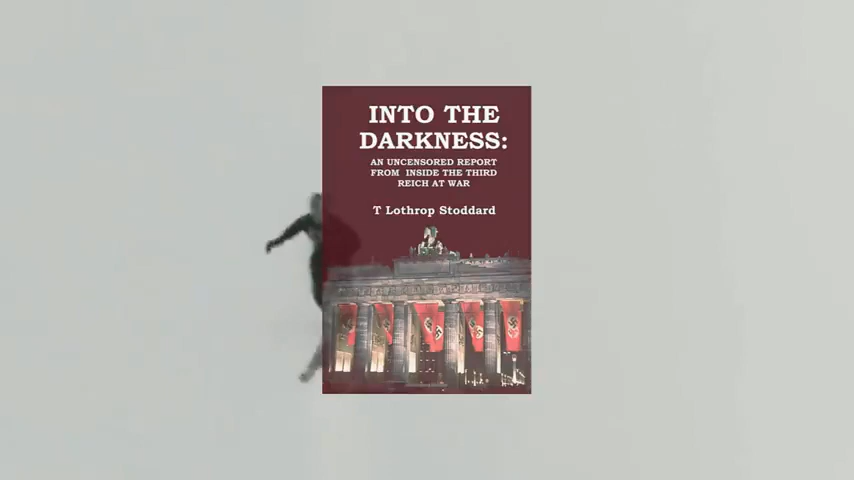 INTO THE
DARKNESS:
AN UNCENSORED REPORT
FROM INSIDE THE THIRD
REICH AT WAR
T Lothrop Stoddard